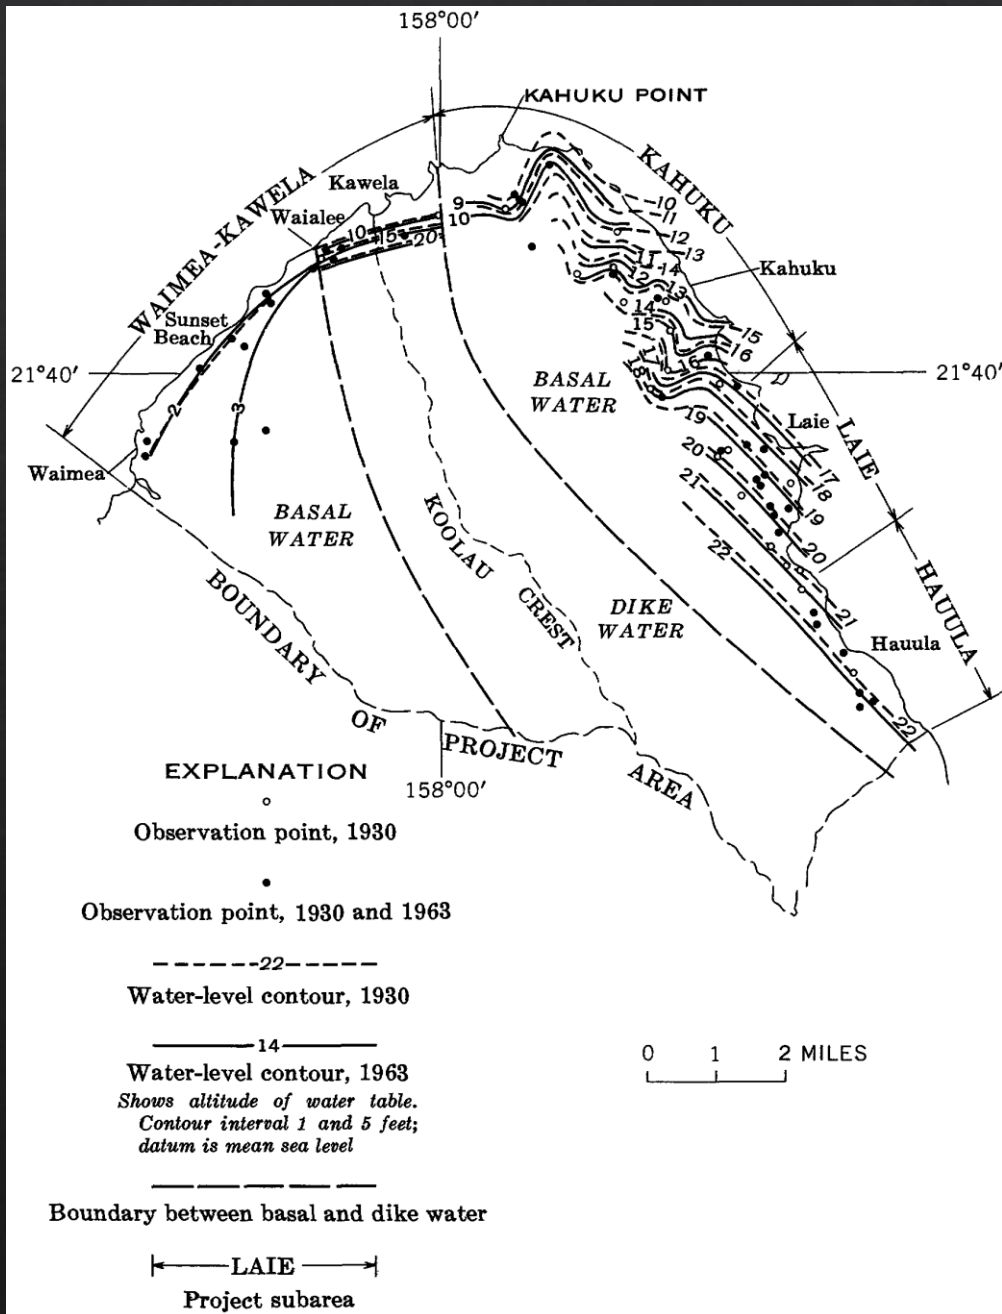 158°00′
KAHUKU POINT
WAIMEA-KAWELA
KAHUKU
Kawela
Waialee
9
10
10
15
20
10
11
12
13
11
14
12
13
14
15
15
16
Kahuku
Sunset
Beach
21°40′
21°40′
2
3
BASAL
WATER
17
16
18
Laie
LAIE
19
20
21
22
17
18
19
20
21
22
Waimea
BASAL
WATER
KOOLAU
CREST
DIKE
WATER
Hauula
HAUULA
BOUNDARY
OF
PROJECT
AREA
158°00′
EXPLANATION
Observation point, 1930
Observation point, 1930 and 1963
22
Water-level contour, 1930
14
Water-level contour, 1963
Shows altitude of water table.
Contour interval 1 and 5 feet;
datum is mean sea level
Boundary between basal and dike water
LAIE
Project subarea
0 1 2 MILES